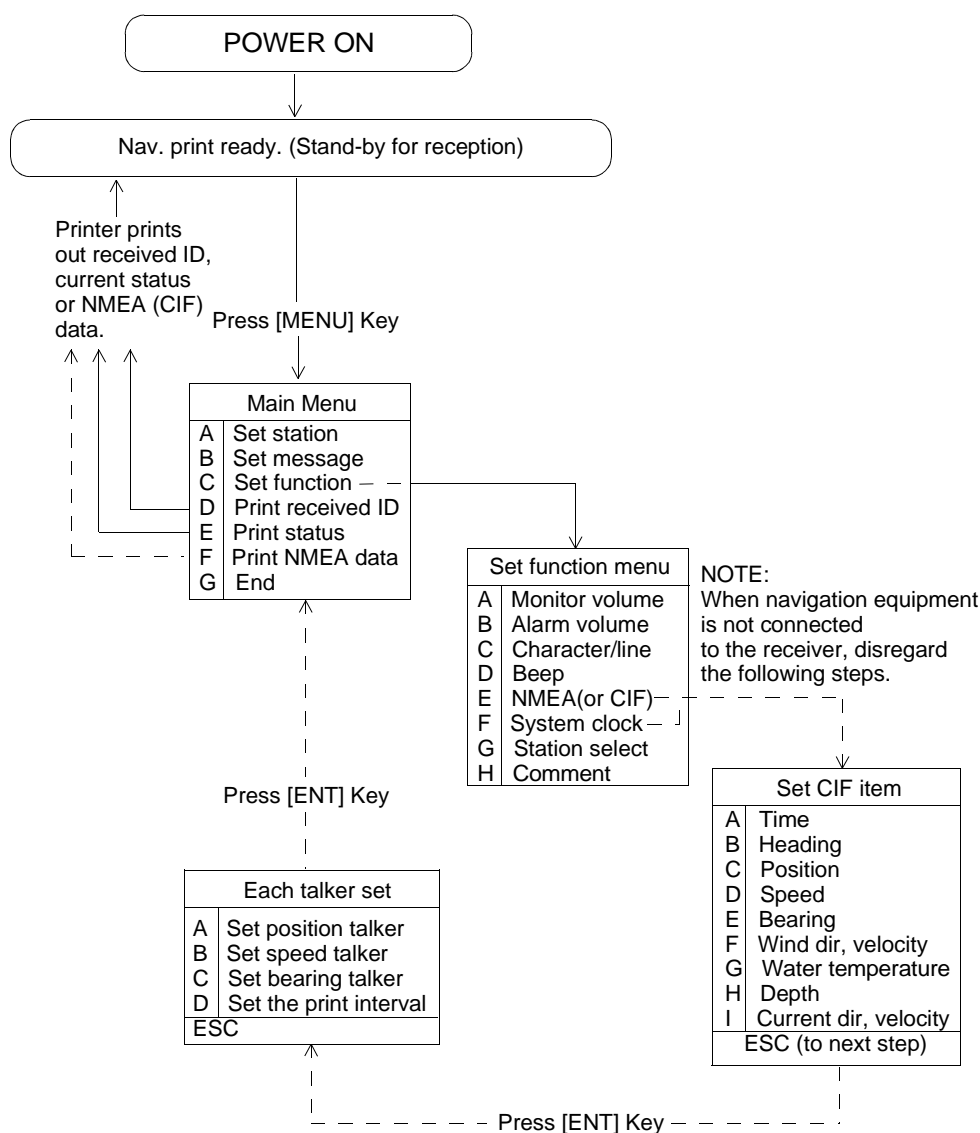 POWER ON
Nav. print ready. (Stand-by for reception)
Printer prints
out received ID,
current status
or NMEA (CIF)
data.
Press [MENU] Key
Main Menu
A Set station
B Set message
C Set function
D Print received ID
E Print status
F Print NMEA data
G End
Set function menu
A Monitor volume
B Alarm volume
C Character/line
D Beep
E NMEA(or CIF)
F System clock
G Station select
H Comment
NOTE:
When navigation equipment
is not connected
to the receiver, disregard
the following steps.
Set CIF item
A Time
B Heading
C Position
D Speed
E Bearing
F Wind dir, velocity
G Water temperature
H Depth
I Current dir, velocity
ESC (to next step)
Press [ENT] Key
Each talker set
A Set position talker
B Set speed talker
C Set bearing talker
D Set the print interval
ESC
Press [ENT] Key